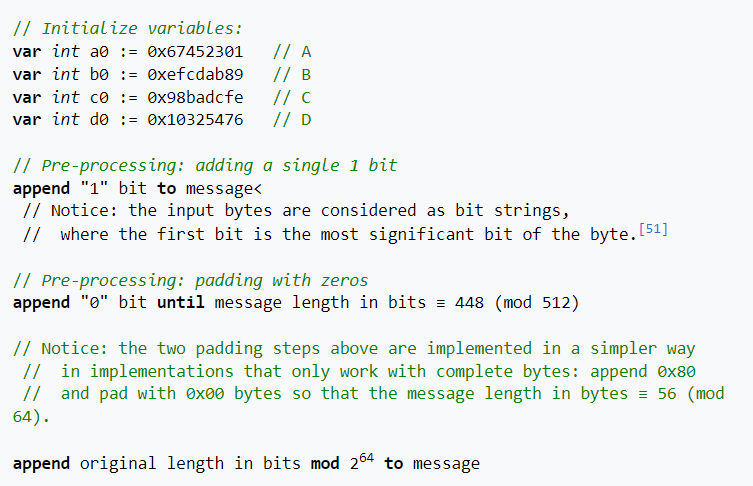 // Initialize variables:
var int a0 := 0x67452301   // A
var int b0 := 0xefcdab89   // B
var int c0 := 0x98badcfe   // C
var int d0 := 0x10325476   // D
// Pre-processing: adding a single 1 bit
append "1" bit to message<
 // Notice: the input bytes are considered as bit strings,
 //  where the first bit is the most significant bit of the byte.[51]
// Pre-processing: padding with zeros
append "0" bit until message length in bits ≡ 448 (mod 512)
// Notice: the two padding steps above are implemented in a simpler way
 //  in implementations that only work with complete bytes: append 0x80
 //  and pad with 0x00 bytes so that the message length in bytes ≡ 56 (mod
64).
append original length in bits mod 2⁶⁴ to message